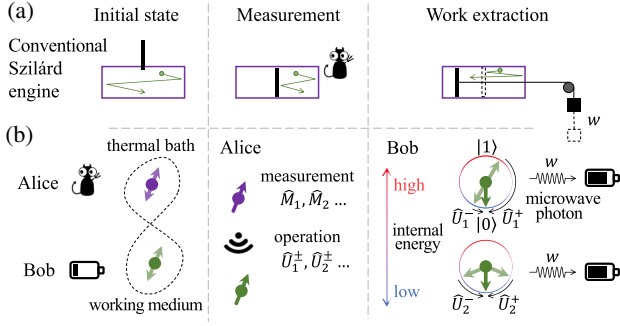 (a)
Initial state
Measurement
Work extraction
Conventional
Szilárd
engine
w
(b)
thermal bath
Alice
Bob
working medium
Alice
measurement
M̂₁, M̂₂ ...
operation
Û₁±, Û₂± ...
Bob
high
internal
energy
low
|1⟩
Û₁⁻ Û₁⁺
|0⟩
w
microwave
photon
w
Û₂⁻ Û₂⁺